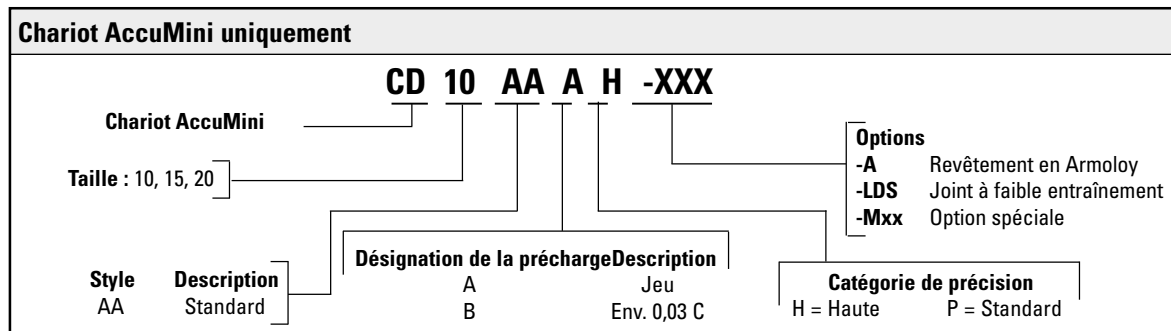 Chariot AccuMini uniquement
CD 10 AA A H -XXX
Chariot AccuMini
Taille : 10, 15, 20
Options
-A Revêtement en Armoloy
-LDS Joint à faible entraînement
-Mxx Option spéciale
Style Description
AA Standard
Désignation de la préchargeDescription
A Jeu
B Env. 0,03 C
Catégorie de précision
H = Haute P = Standard